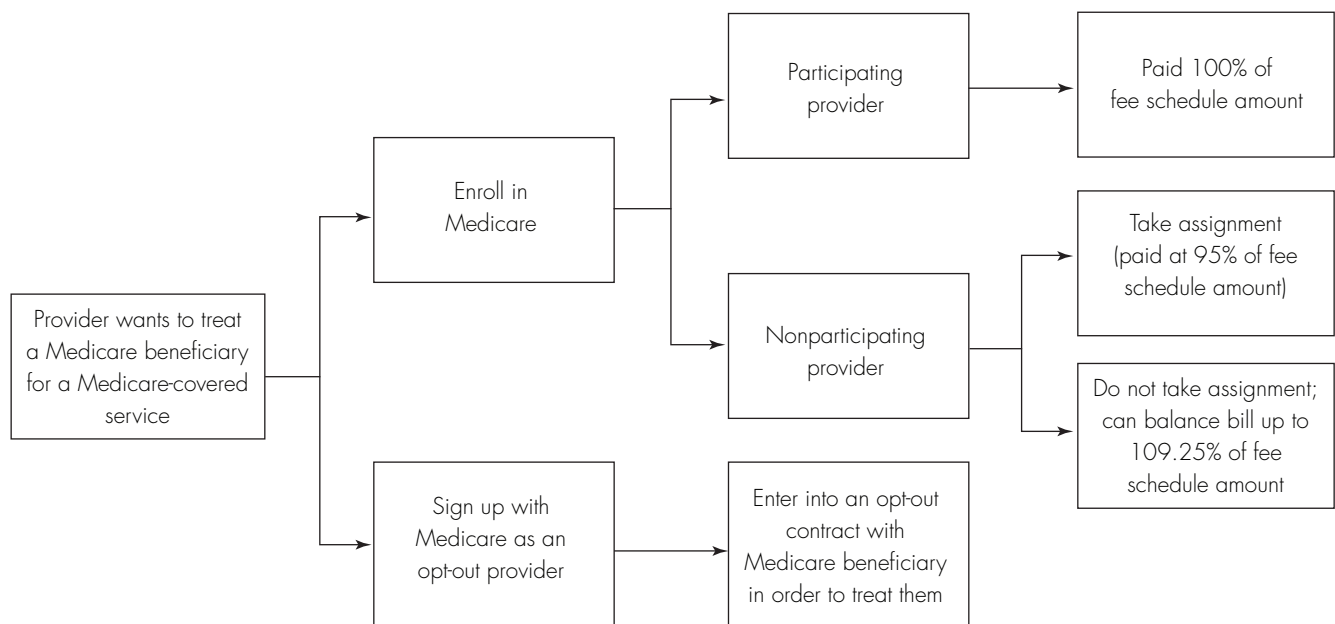 Provider wants to treat
a Medicare beneficiary
for a Medicare-covered
service
Enroll in
Medicare
Sign up with
Medicare as an
opt-out provider
Participating
provider
Nonparticipating
provider
Enter into an opt-out
contract with
Medicare beneficiary
in order to treat them
Paid 100% of
fee schedule amount
Take assignment
(paid at 95% of fee
schedule amount)
Do not take assignment;
can balance bill up to
109.25% of fee
schedule amount